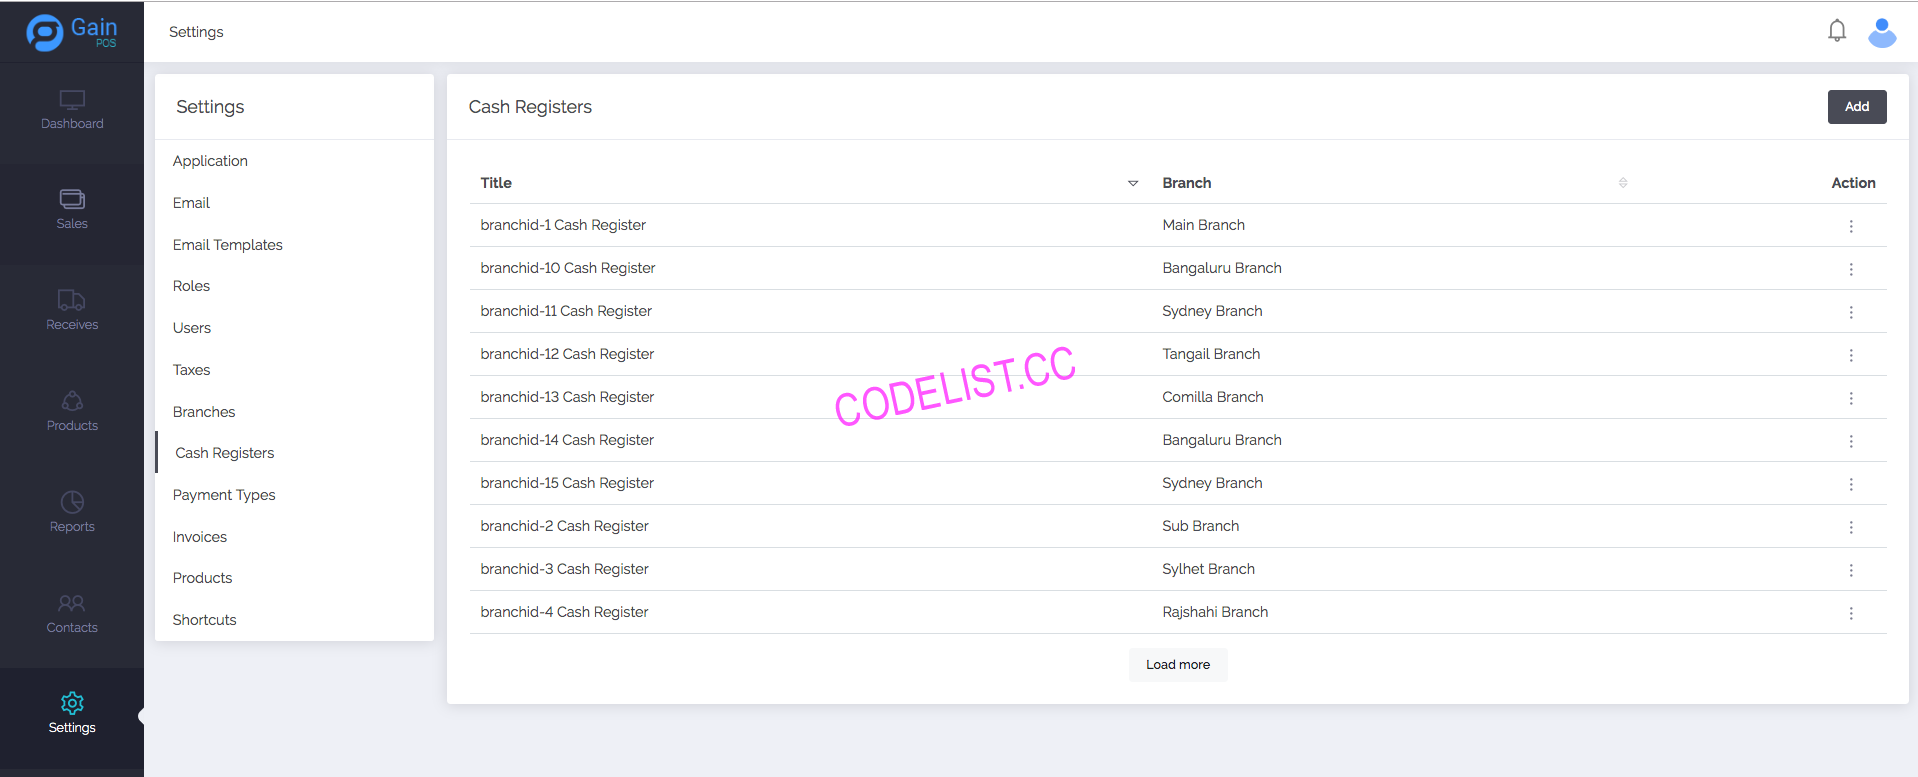 Gain
POS
Settings
Dashboard
Sales
Receives
Products
Reports
Contacts
Settings
Settings
Application
Email
Email Templates
Roles
Users
Taxes
Branches
Cash Registers
Payment Types
Invoices
Products
Shortcuts
Cash Registers
Add
Title Branch Action
branchid-1 Cash Register Main Branch
branchid-10 Cash Register Bangaluru Branch
branchid-11 Cash Register Sydney Branch
branchid-12 Cash Register Tangail Branch
branchid-13 Cash Register Comilla Branch
branchid-14 Cash Register Bangaluru Branch
branchid-15 Cash Register Sydney Branch
branchid-2 Cash Register Sub Branch
branchid-3 Cash Register Sylhet Branch
branchid-4 Cash Register Rajshahi Branch
Load more
CODELIST.CC